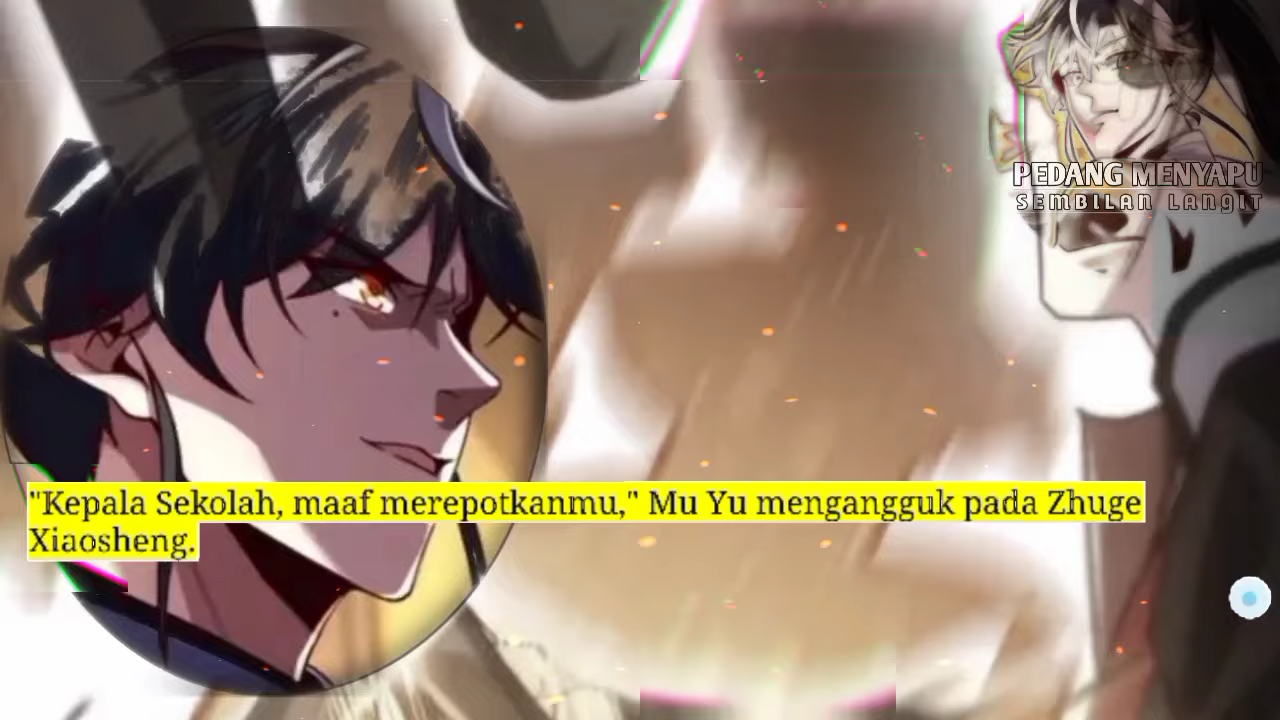 PEDANG MENYAPU
SEMBILAN LANGIT
"Kepala Sekolah, maaf merepotkanmu," Mu Yu mengangguk pada Zhuge
Xiaosheng.